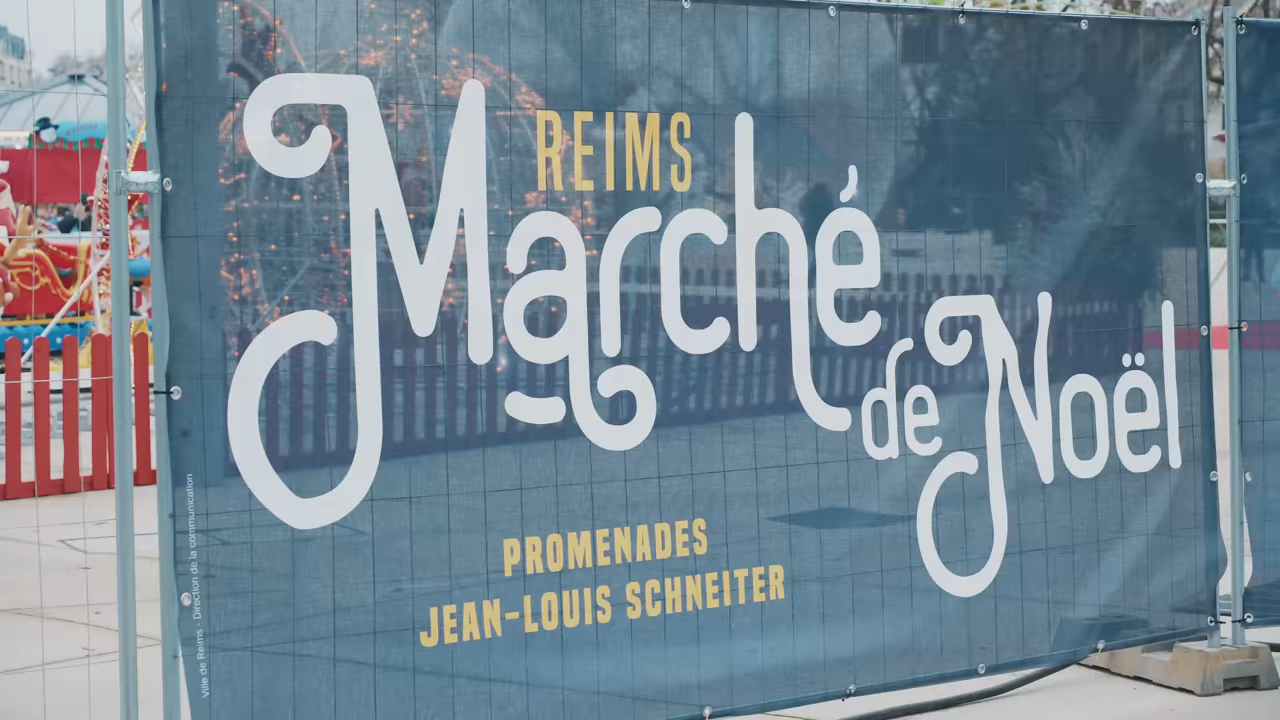 REIMS
Marché
de Noël
PROMENADES
JEAN-LOUIS SCHNEITER
Ville de Reims - Direction de la communication